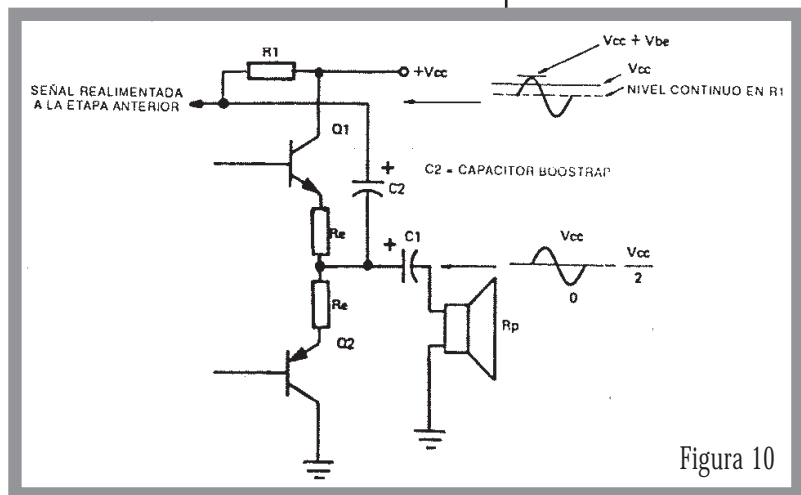 R1
+Vcc
Vcc + Vbe
Vcc
NIVEL CONTINUO EN R1
SEÑAL REALIMENTADA
A LA ETAPA ANTERIOR
Q1
+
C2
C2 = CAPACITOR BOOSTRAP
Re
+
C1
Vcc
0
Vcc
2
Re
Rp
Q2
Figura 10